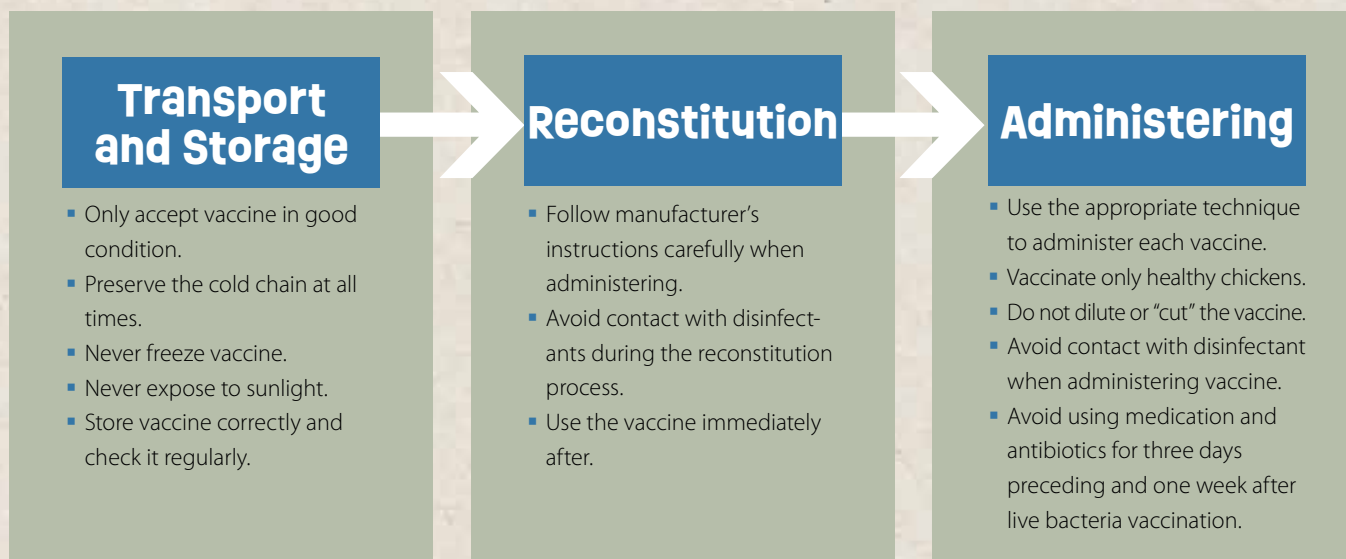 Transport
and Storage
▪ Only accept vaccine in good
condition.
▪ Preserve the cold chain at all
times.
▪ Never freeze vaccine.
▪ Never expose to sunlight.
▪ Store vaccine correctly and
check it regularly.
Reconstitution
▪ Follow manufacturer’s
instructions carefully when
administering.
▪ Avoid contact with disinfect-
ants during the reconstitution
process.
▪ Use the vaccine immediately
after.
Administering
▪ Use the appropriate technique
to administer each vaccine.
▪ Vaccinate only healthy chickens.
▪ Do not dilute or “cut” the vaccine.
▪ Avoid contact with disinfectant
when administering vaccine.
▪ Avoid using medication and
antibiotics for three days
preceding and one week after
live bacteria vaccination.